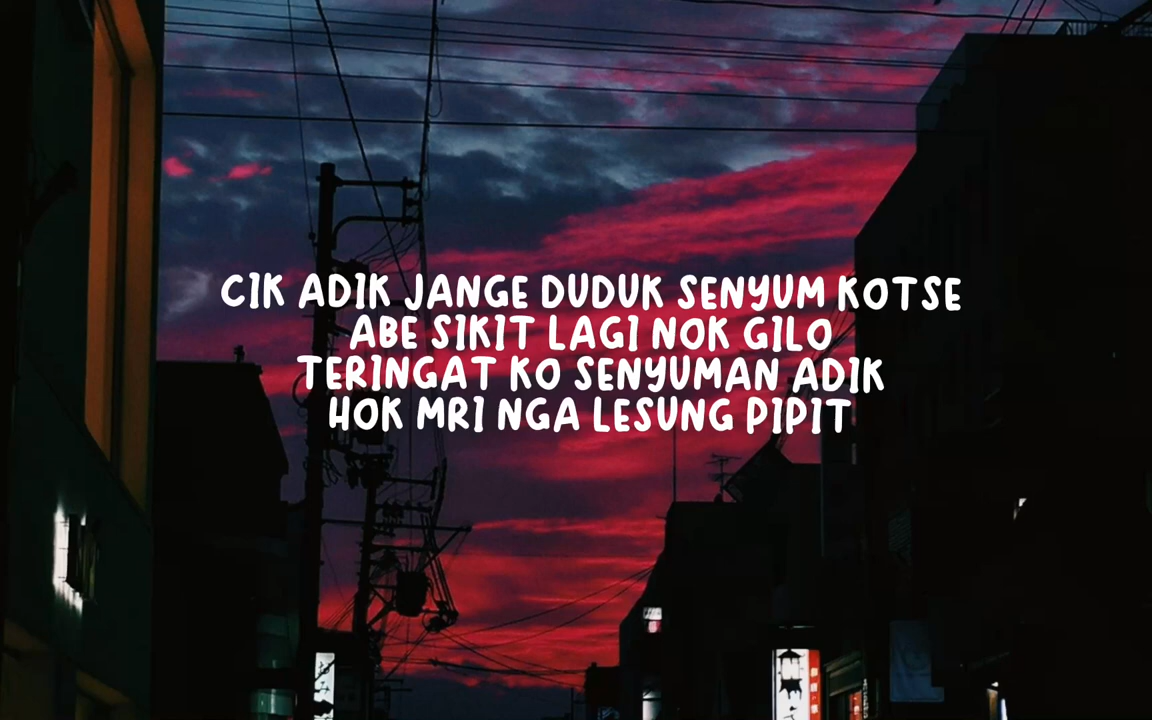 CIK ADIK JANGE DUDUK SENYUM KOTSE
ABE SIKIT LAGI NOK GILO
TERINGAT KO SENYUMAN ADIK
HOK MRI NGA LESUNG PIPIT